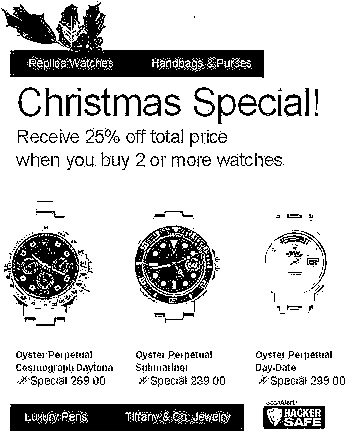 Replica Watches Handbags & Purses
Christmas Special!
Receive 25% off total price
when you buy 2 or more watches
Oyster Perpetual Oyster Perpetual Oyster Perpetual
Cosmograph Daytona Submariner Day-Date
Special 269.00 Special 239.00 Special 299.00
Luxury Pens Tiffany & Co. Jewelry
ScanAlert
HACKER
SAFE